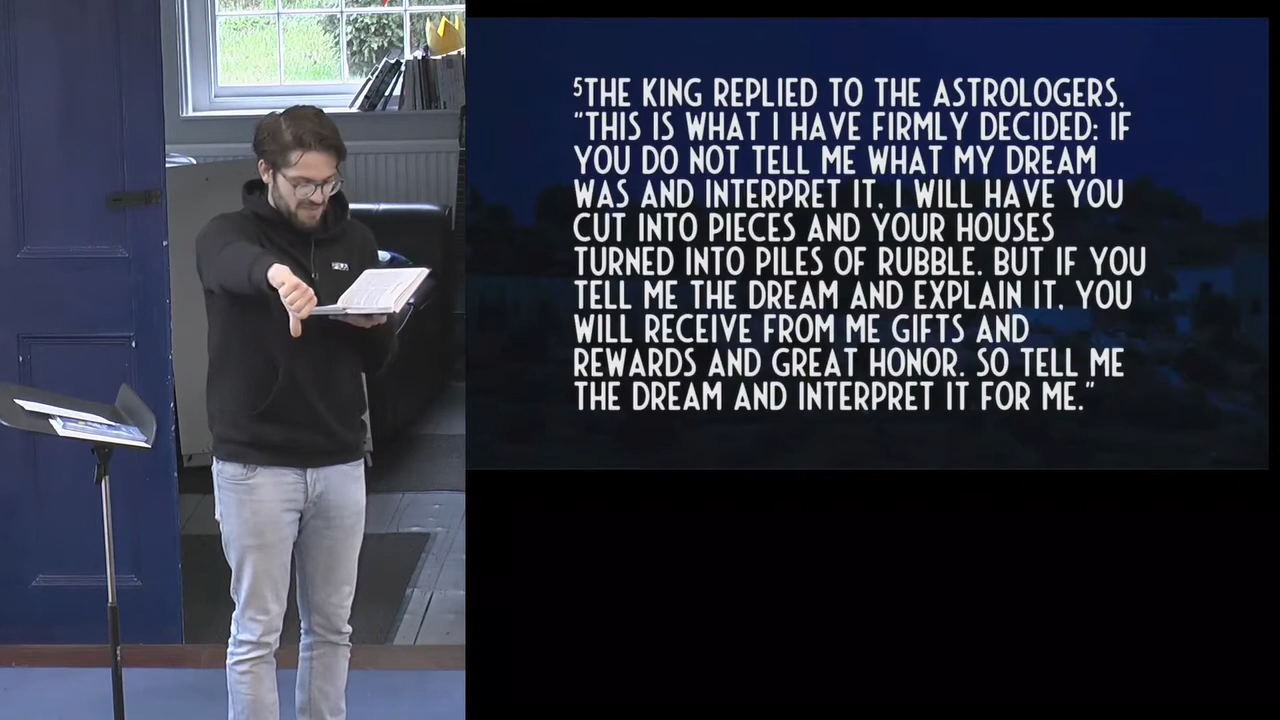 ⁵THE KING REPLIED TO THE ASTROLOGERS,
"THIS IS WHAT I HAVE FIRMLY DECIDED: IF
YOU DO NOT TELL ME WHAT MY DREAM
WAS AND INTERPRET IT, I WILL HAVE YOU
CUT INTO PIECES AND YOUR HOUSES
TURNED INTO PILES OF RUBBLE. BUT IF YOU
TELL ME THE DREAM AND EXPLAIN IT, YOU
WILL RECEIVE FROM ME GIFTS AND
REWARDS AND GREAT HONOR. SO TELL ME
THE DREAM AND INTERPRET IT FOR ME."
FILA